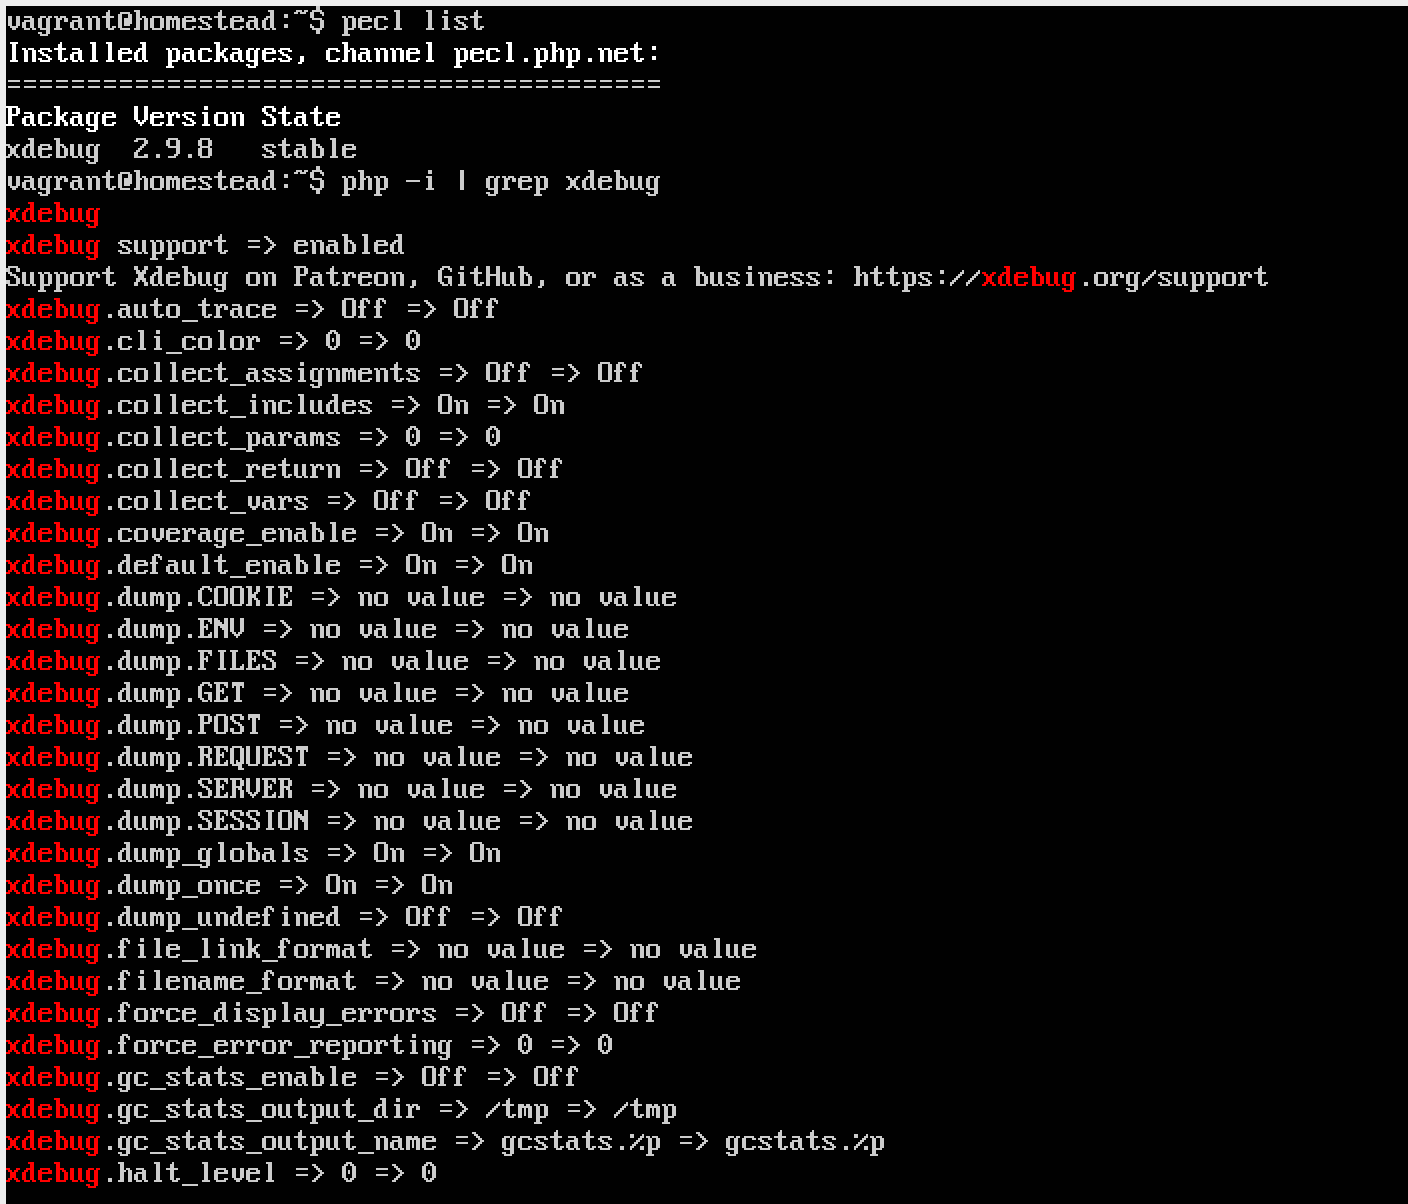 vagrant@homestead:~$ pecl list
Installed packages, channel pecl.php.net:
=========================================
Package Version State
xdebug  2.9.8   stable
vagrant@homestead:~$ php -i | grep xdebug
xdebug
xdebug support => enabled
Support Xdebug on Patreon, GitHub, or as a business: https://xdebug.org/support
xdebug.auto_trace => Off => Off
xdebug.cli_color => 0 => 0
xdebug.collect_assignments => Off => Off
xdebug.collect_includes => On => On
xdebug.collect_params => 0 => 0
xdebug.collect_return => Off => Off
xdebug.collect_vars => Off => Off
xdebug.coverage_enable => On => On
xdebug.default_enable => On => On
xdebug.dump.COOKIE => no value => no value
xdebug.dump.ENV => no value => no value
xdebug.dump.FILES => no value => no value
xdebug.dump.GET => no value => no value
xdebug.dump.POST => no value => no value
xdebug.dump.REQUEST => no value => no value
xdebug.dump.SERVER => no value => no value
xdebug.dump.SESSION => no value => no value
xdebug.dump_globals => On => On
xdebug.dump_once => On => On
xdebug.dump_undefined => Off => Off
xdebug.file_link_format => no value => no value
xdebug.filename_format => no value => no value
xdebug.force_display_errors => Off => Off
xdebug.force_error_reporting => 0 => 0
xdebug.gc_stats_enable => Off => Off
xdebug.gc_stats_output_dir => /tmp => /tmp
xdebug.gc_stats_output_name => gcstats.%p => gcstats.%p
xdebug.halt_level => 0 => 0